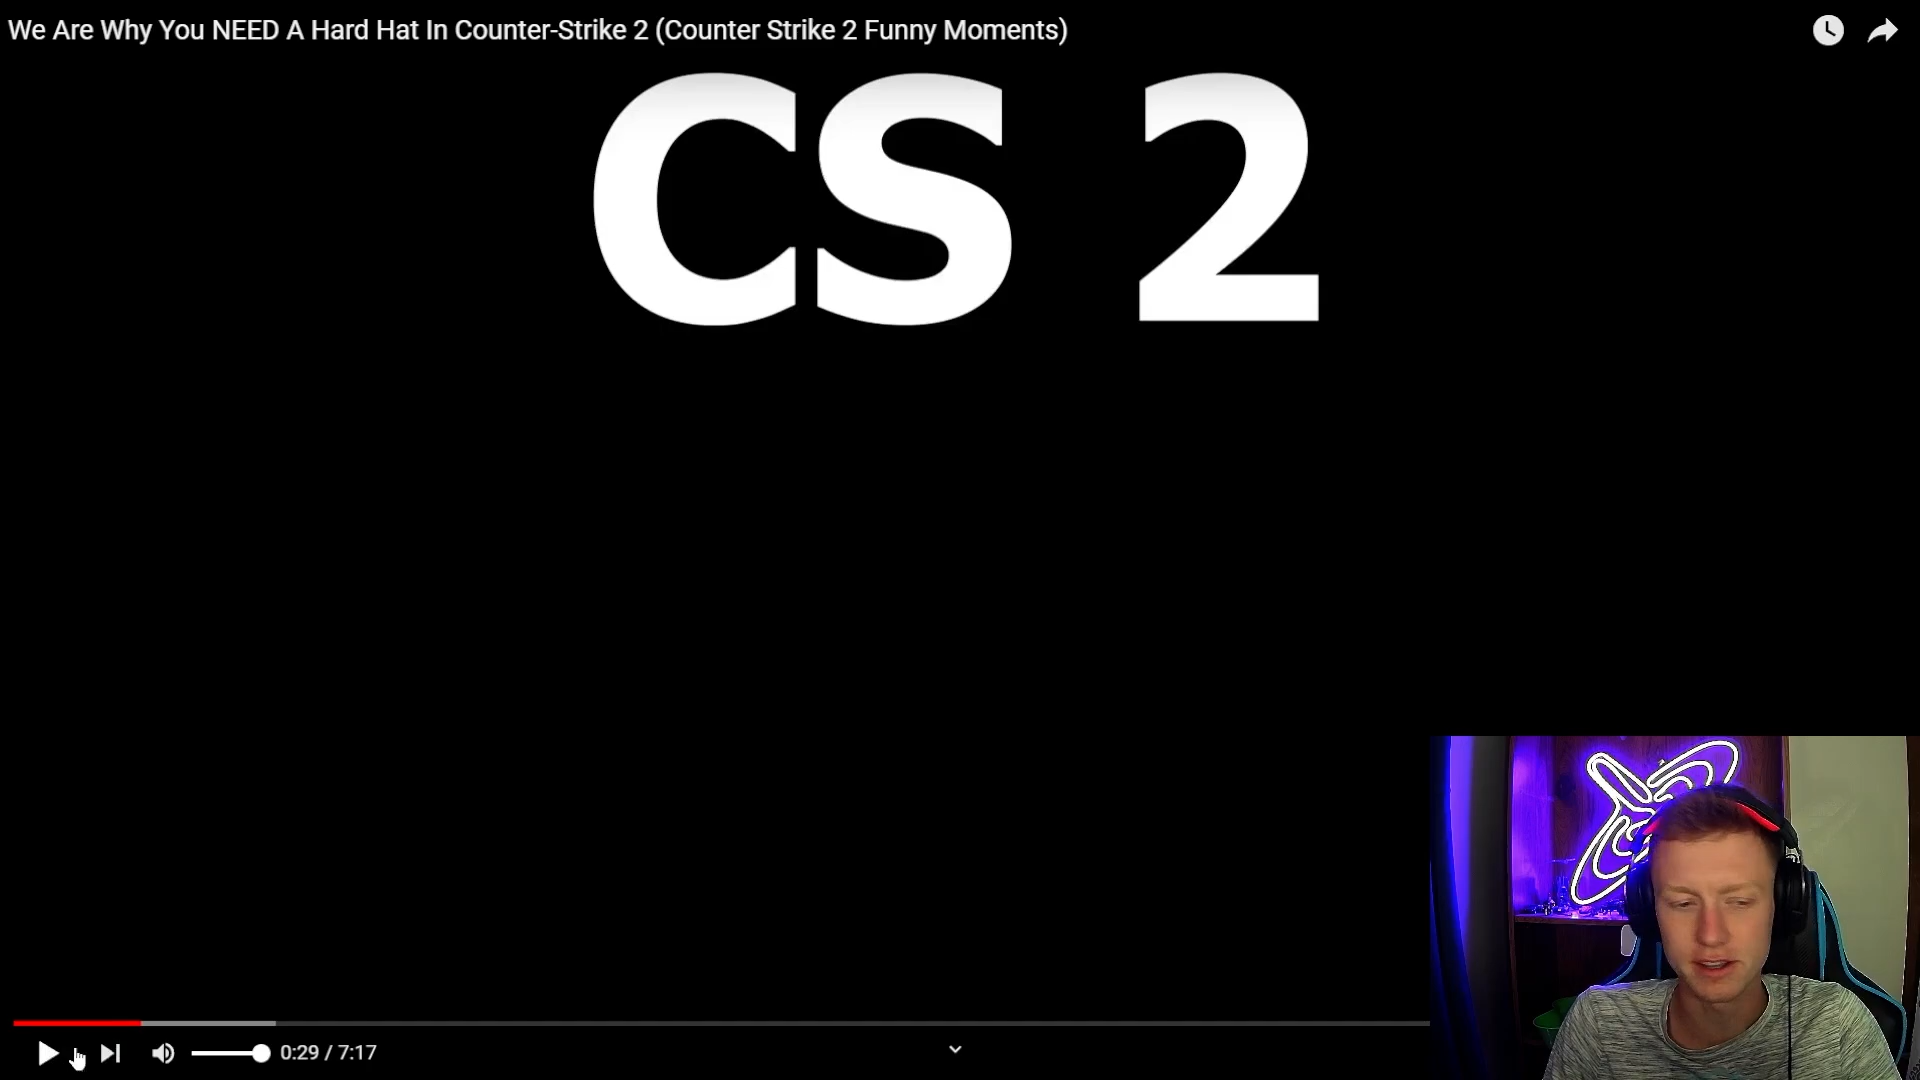 We Are Why You NEED A Hard Hat In Counter-Strike 2 (Counter Strike 2 Funny Moments)
CS 2
0:29 / 7:17